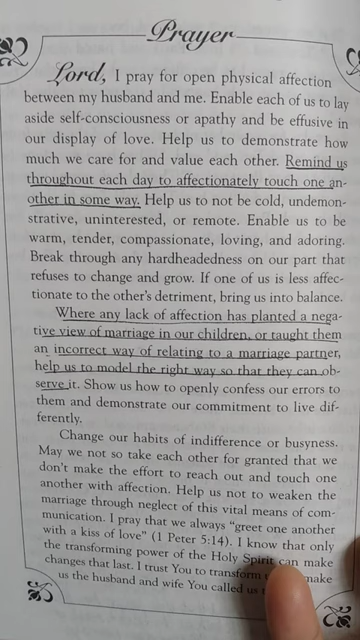 Prayer
Lord, I pray for open physical affection
between my husband and me. Enable each of us to lay
aside self-consciousness or apathy and be effusive in
our display of love. Help us to demonstrate how
much we care for and value each other. Remind us
throughout each day to affectionately touch one an-
other in some way. Help us to not be cold, undemon-
strative, uninterested, or remote. Enable us to be
warm, tender, compassionate, loving, and adoring.
Break through any hardheadedness on our part that
refuses to change and grow. If one of us is less affec-
tionate to the other's detriment, bring us into balance.
Where any lack of affection has planted a nega-
tive view of marriage in our children, or taught them
an incorrect way of relating to a marriage partner,
help us to model the right way so that they can ob-
serve it. Show us how to openly confess our errors to
them and demonstrate our commitment to live dif-
ferently.
Change our habits of indifference or busyness.
May we not so take each other for granted that we
don't make the effort to reach out and touch one
another with affection. Help us not to weaken the
marriage through neglect of this vital means of com-
munication. I pray that we always "greet one another
with a kiss of love" (1 Peter 5:14). I know that only
the transforming power of the Holy Spirit can make
changes that last. I trust You to transform make
us the husband and wife You called us